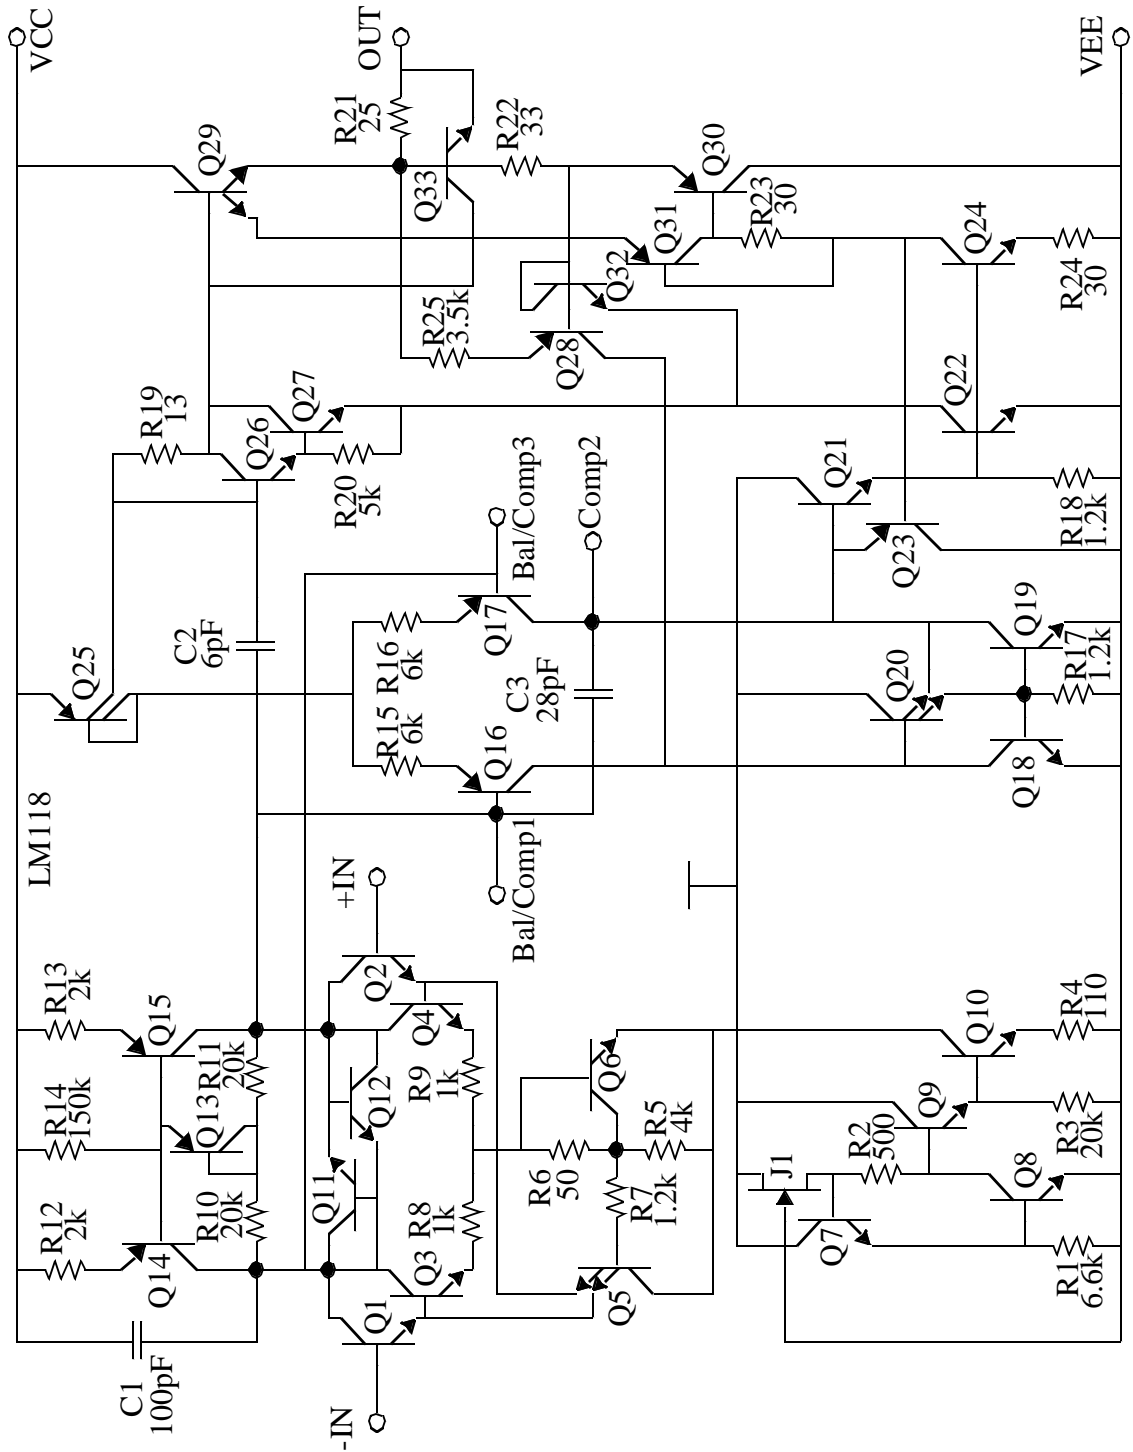 LM118
VCC
VEE
OUT
+IN
-IN
Bal/Comp1
Bal/Comp3
Comp2
C1
100pF
R12
2k
R14
150k
R13
2k
Q14
Q13
Q15
R10
20k
R11
20k
Q11
Q12
Q1
Q2
Q3
Q4
R8
1k
R9
1k
R6
50
Q6
R5
4k
R7
1.2k
Q5
J1
R2
500
Q7
Q9
Q8
Q10
R1
6.6k
R3
20k
R4
110
Q25
C2
6pF
R15
6k
R16
6k
Q16
Q17
C3
28pF
Q20
Q18
Q19
R17
1.2k
R19
13
Q26
Q27
R20
5k
Q29
R21
25
Q33
R22
33
R25
3.5k
Q28
Q32
Q31
Q30
R23
30
Q21
Q22
Q23
Q24
R18
1.2k
R24
30